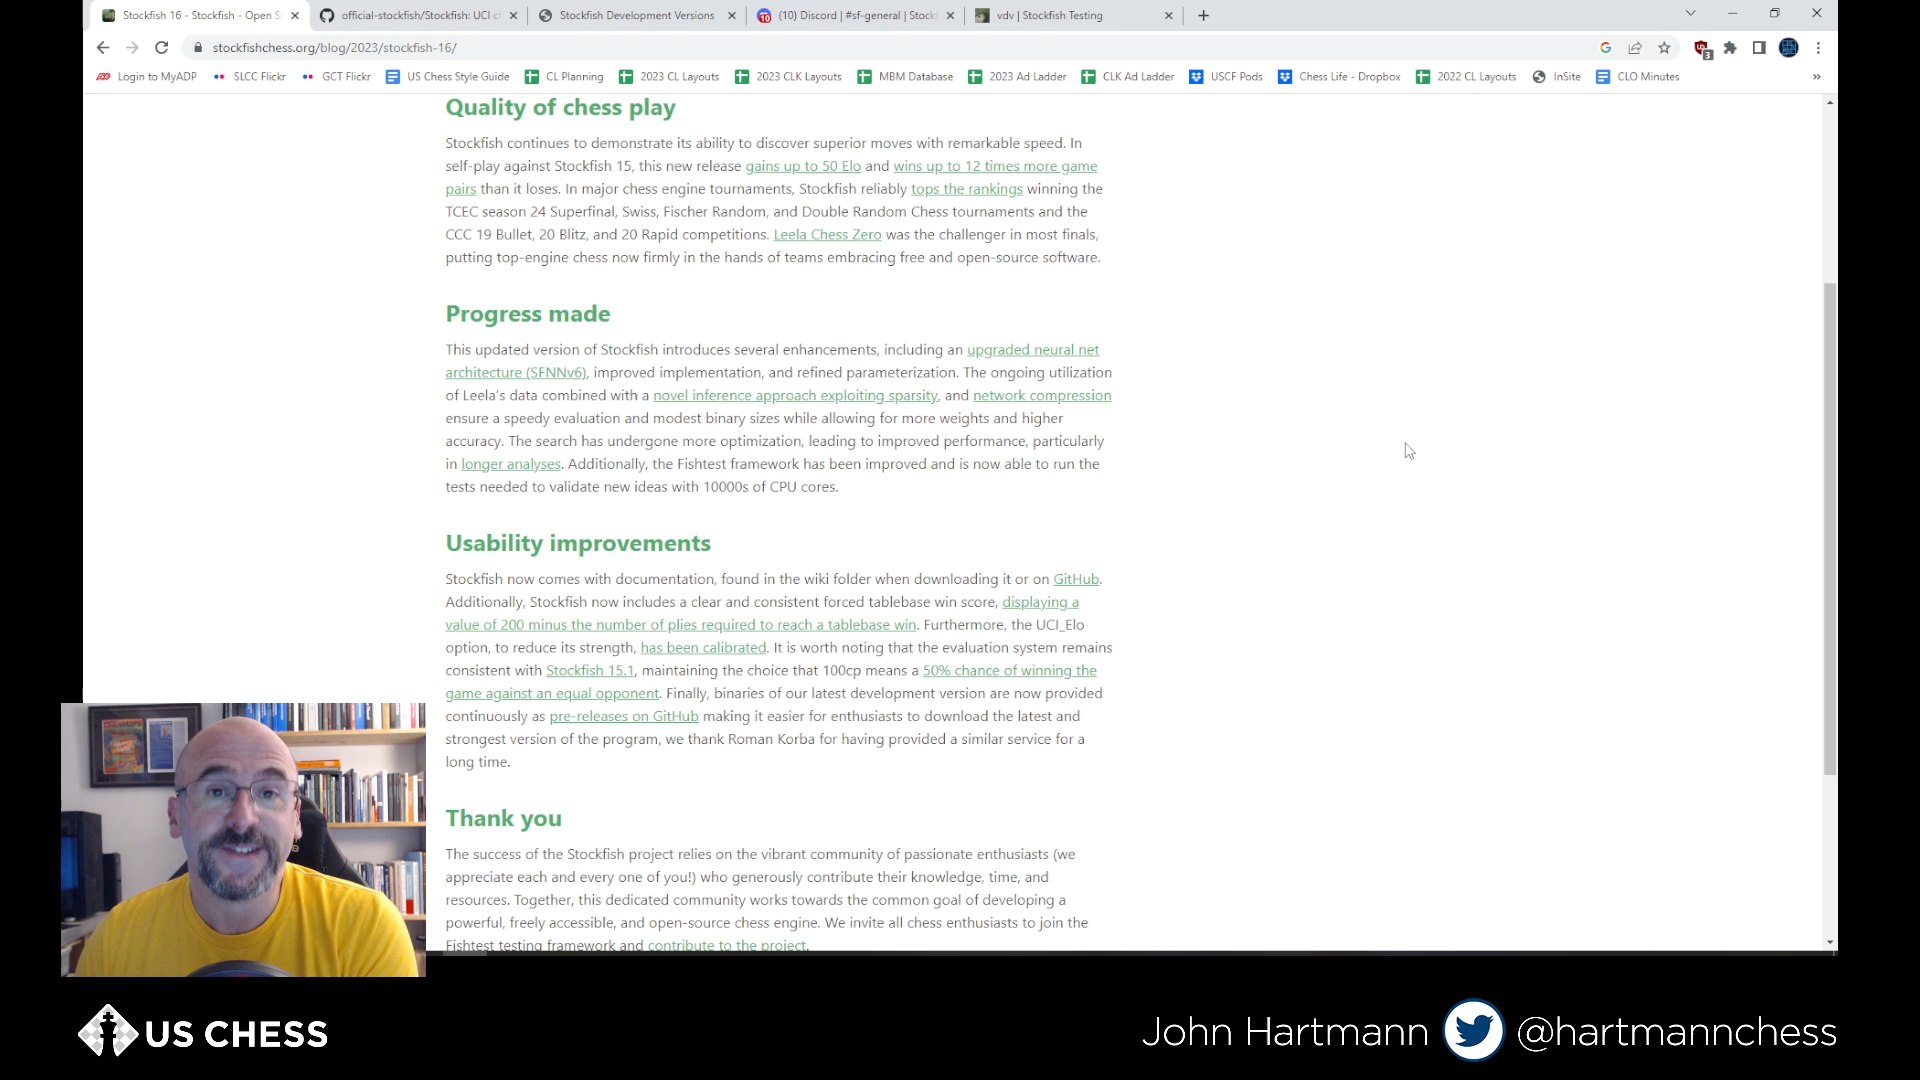 Stockfish 16 - Stockfish - Open S
official-stockfish/Stockfish: UCI c
Stockfish Development Versions
(10) Discord | #sf-general | Stock
vdv | Stockfish Testing
stockfishchess.org/blog/2023/stockfish-16/
Login to MyADP
SLCC Flickr
GCT Flickr
US Chess Style Guide
CL Planning
2023 CL Layouts
2023 CLK Layouts
MBM Database
2023 Ad Ladder
CLK Ad Ladder
USCF Pods
Chess Life - Dropbox
2022 CL Layouts
InSite
CLO Minutes
Quality of chess play
Stockfish continues to demonstrate its ability to discover superior moves with remarkable speed. In
self-play against Stockfish 15, this new release gains up to 50 Elo and wins up to 12 times more game
pairs than it loses. In major chess engine tournaments, Stockfish reliably tops the rankings winning the
TCEC season 24 Superfinal, Swiss, Fischer Random, and Double Random Chess tournaments and the
CCC 19 Bullet, 20 Blitz, and 20 Rapid competitions. Leela Chess Zero was the challenger in most finals,
putting top-engine chess now firmly in the hands of teams embracing free and open-source software.
Progress made
This updated version of Stockfish introduces several enhancements, including an upgraded neural net
architecture (SFNNv6), improved implementation, and refined parameterization. The ongoing utilization
of Leela's data combined with a novel inference approach exploiting sparsity, and network compression
ensure a speedy evaluation and modest binary sizes while allowing for more weights and higher
accuracy. The search has undergone more optimization, leading to improved performance, particularly
in longer analyses. Additionally, the Fishtest framework has been improved and is now able to run the
tests needed to validate new ideas with 10000s of CPU cores.
Usability improvements
Stockfish now comes with documentation, found in the wiki folder when downloading it or on GitHub.
Additionally, Stockfish now includes a clear and consistent forced tablebase win score, displaying a
value of 200 minus the number of plies required to reach a tablebase win. Furthermore, the UCI_Elo
option, to reduce its strength, has been calibrated. It is worth noting that the evaluation system remains
consistent with Stockfish 15.1, maintaining the choice that 100cp means a 50% chance of winning the
game against an equal opponent. Finally, binaries of our latest development version are now provided
continuously as pre-releases on GitHub making it easier for enthusiasts to download the latest and
strongest version of the program, we thank Roman Korba for having provided a similar service for a
long time.
Thank you
The success of the Stockfish project relies on the vibrant community of passionate enthusiasts (we
appreciate each and every one of you!) who generously contribute their knowledge, time, and
resources. Together, this dedicated community works towards the common goal of developing a
powerful, freely accessible, and open-source chess engine. We invite all chess enthusiasts to join the
Fishtest testing framework and contribute to the project.
US CHESS
John Hartmann
@hartmannchess